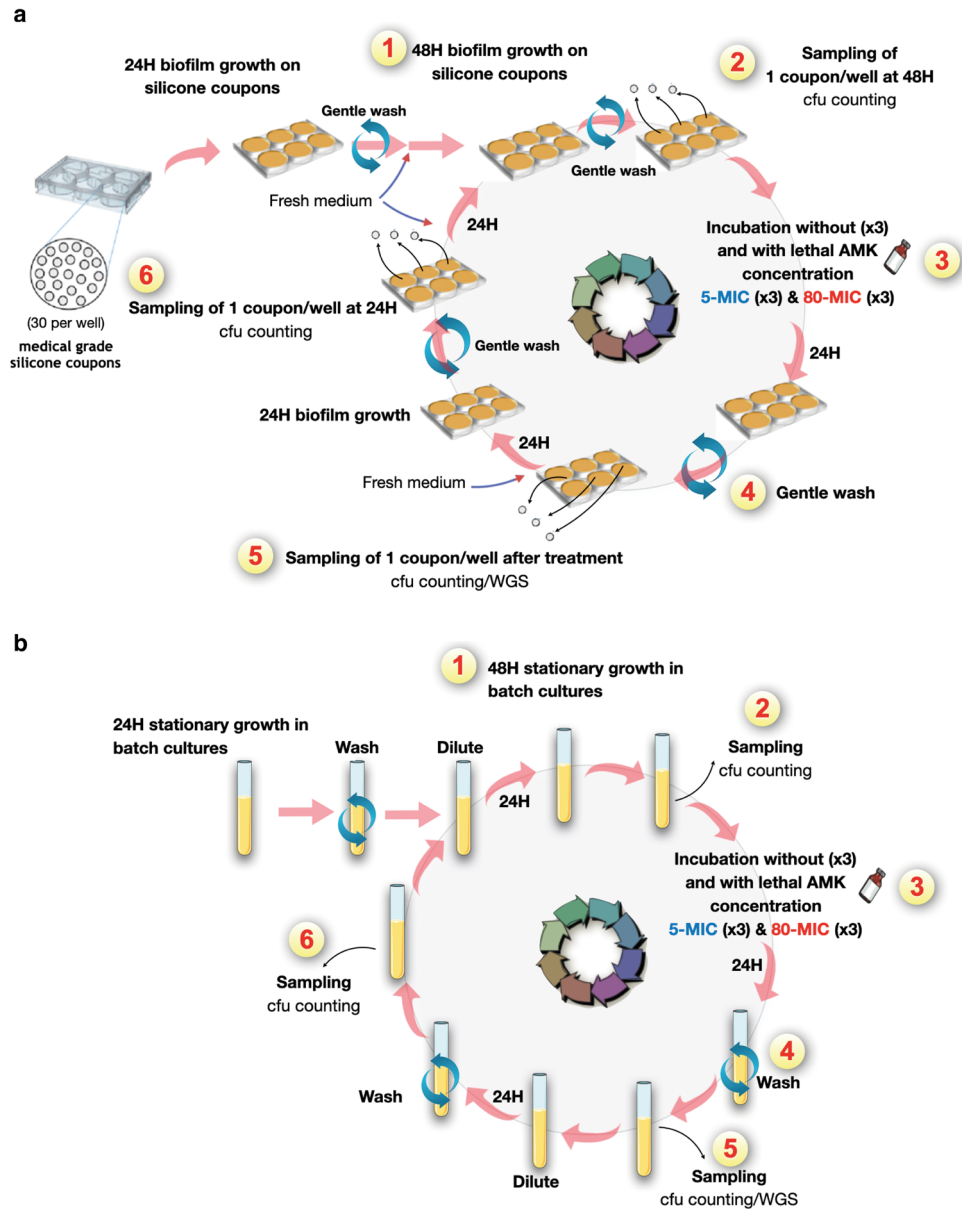 a
1
48H biofilm growth on
silicone coupons
2
Sampling of
1 coupon/well at 48H
cfu counting
24H biofilm growth on
silicone coupons
Gentle wash
Gentle wash
Fresh medium
24H
Incubation without (x3)
and with lethal AMK
concentration
5-MIC (x3) & 80-MIC (x3)
3
6
Sampling of 1 coupon/well at 24H
cfu counting
(30 per well)
medical grade
silicone coupons
Gentle wash
24H
24H biofilm growth
24H
Fresh medium
4
Gentle wash
5
Sampling of 1 coupon/well after treatment
cfu counting/WGS
b
1
48H stationary growth in
batch cultures
2
Sampling
cfu counting
24H stationary growth in
batch cultures
Wash
Dilute
24H
Incubation without (x3)
and with lethal AMK
concentration
5-MIC (x3) & 80-MIC (x3)
3
6
Sampling
cfu counting
24H
4
Wash
Wash
24H
Dilute
5
Sampling
cfu counting/WGS